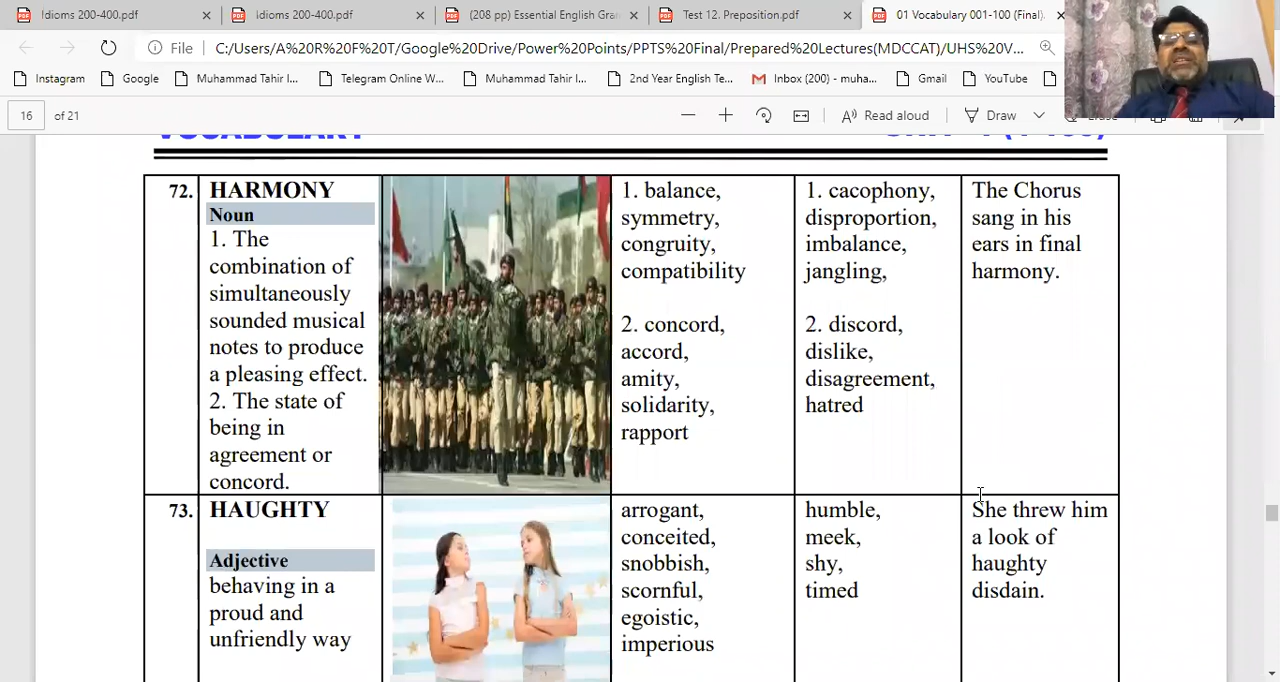 Idioms 200-400.pdf
Idioms 200-400.pdf
(208 pp) Essential English Gra
Test 12. Preposition.pdf
01 Vocabulary 001-100 (Final).
File C:/Users/A%20R%20F%20T/Google%20Drive/Power%20Points/PPTS%20Final/Prepared%20Lectures(MDCCAT)/UHS%20V...
Instagram Google Muhammad Tahir I... Telegram Online W... Muhammad Tahir I... 2nd Year English Te... Inbox (200) - muha... Gmail YouTube
16 of 21 Read aloud Draw
VOCABULARY
72.
HARMONY
Noun
1. The
combination of
simultaneously
sounded musical
notes to produce
a pleasing effect.
2. The state of
being in
agreement or
concord.
1. balance,
symmetry,
congruity,
compatibility
2. concord,
accord,
amity,
solidarity,
rapport
1. cacophony,
disproportion,
imbalance,
jangling,
2. discord,
dislike,
disagreement,
hatred
The Chorus
sang in his
ears in final
harmony.
73.
HAUGHTY
Adjective
behaving in a
proud and
unfriendly way
arrogant,
conceited,
snobbish,
scornful,
egoistic,
imperious
humble,
meek,
shy,
timed
She threw him
a look of
haughty
disdain.